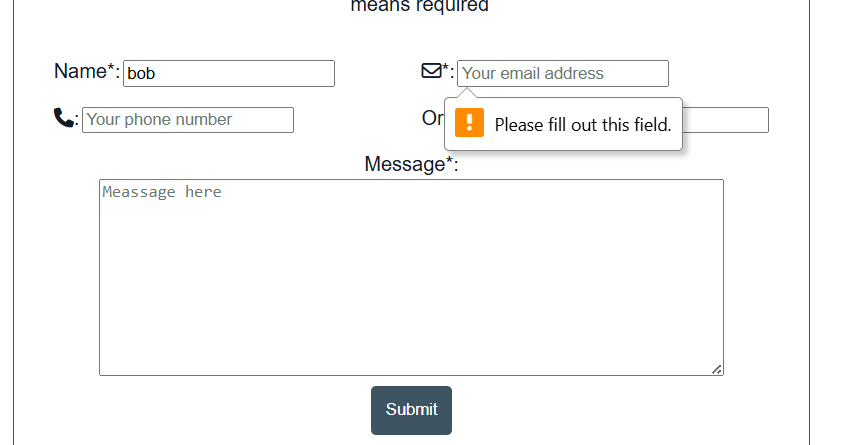 means required
Name*: bob
*: Your email address
: Your phone number
Or
Please fill out this field.
Message*:
Meassage here
Submit